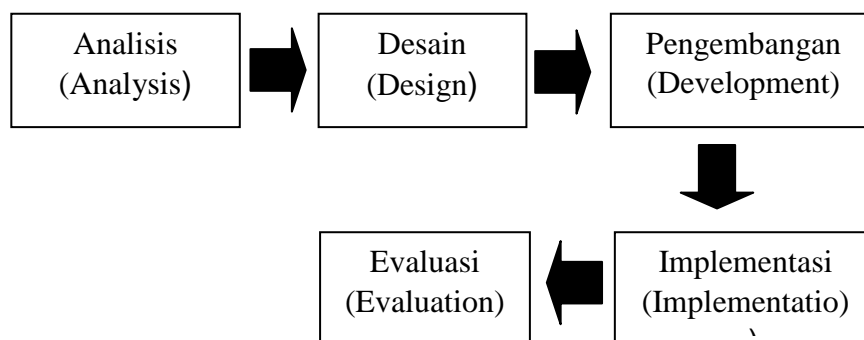 Analisis
(Analysis)
Desain
(Design)
Pengembangan
(Development)
Evaluasi
(Evaluation)
Implementasi
(Implementatio)
)